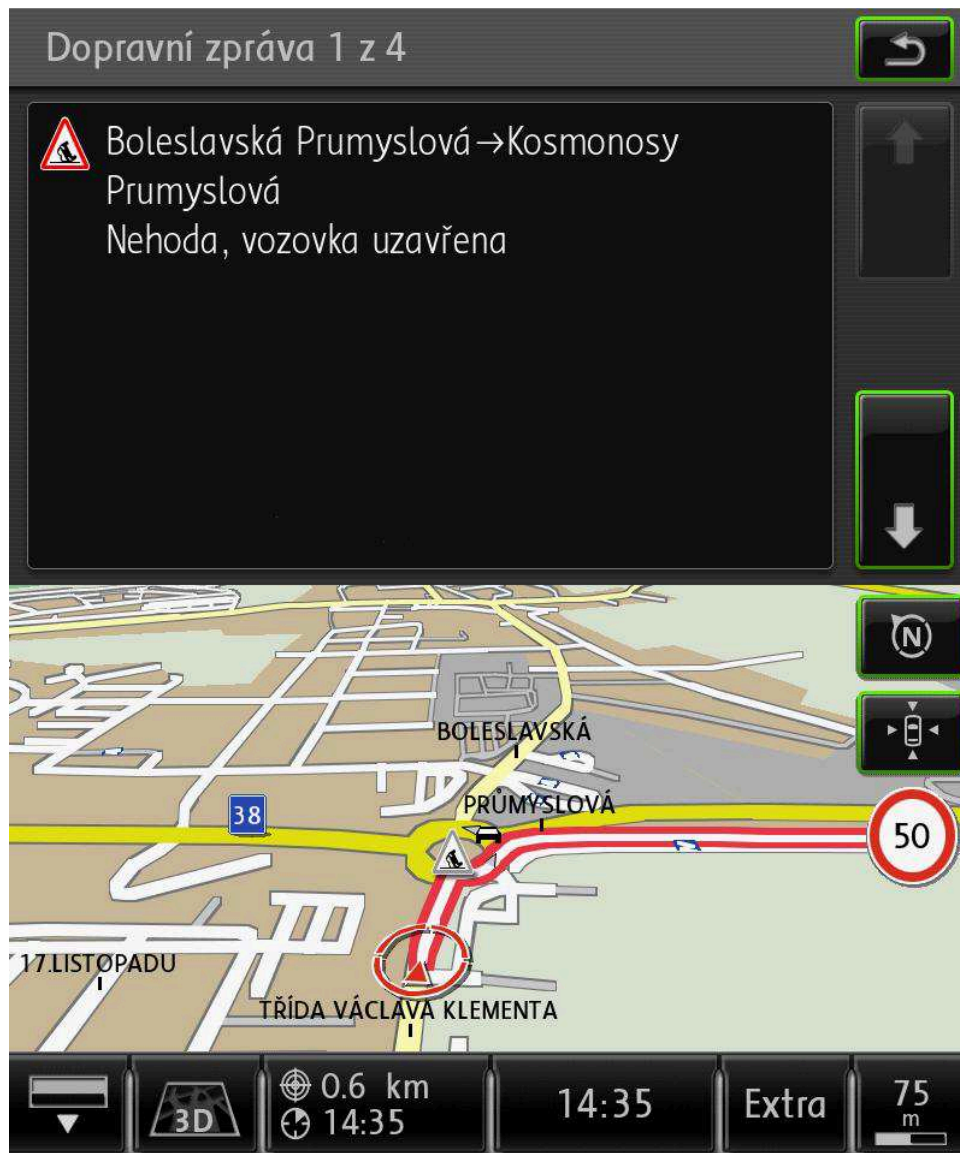 Dopravní zpráva 1 z 4
Boleslavská Prumyslová→Kosmonosy
Prumyslová
Nehoda, vozovka uzavřena
N
BOLESLAVSKÁ
PRŮMYSLOVÁ
38
50
17.LISTOPADU
TŘÍDA VÁCLAVA KLEMENTA
3D
0.6 km
14:35
14:35
Extra
75
m